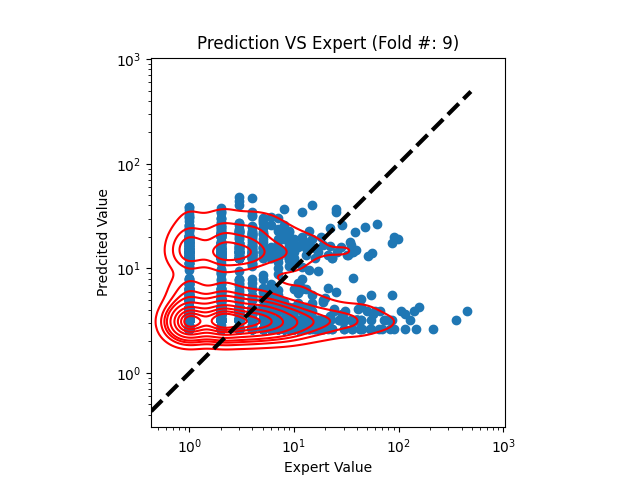 Prediction VS Expert (Fold #: 9)
10³
10²
10¹
10⁰
Predcited Value
10⁰ 10¹ 10² 10³
Expert Value